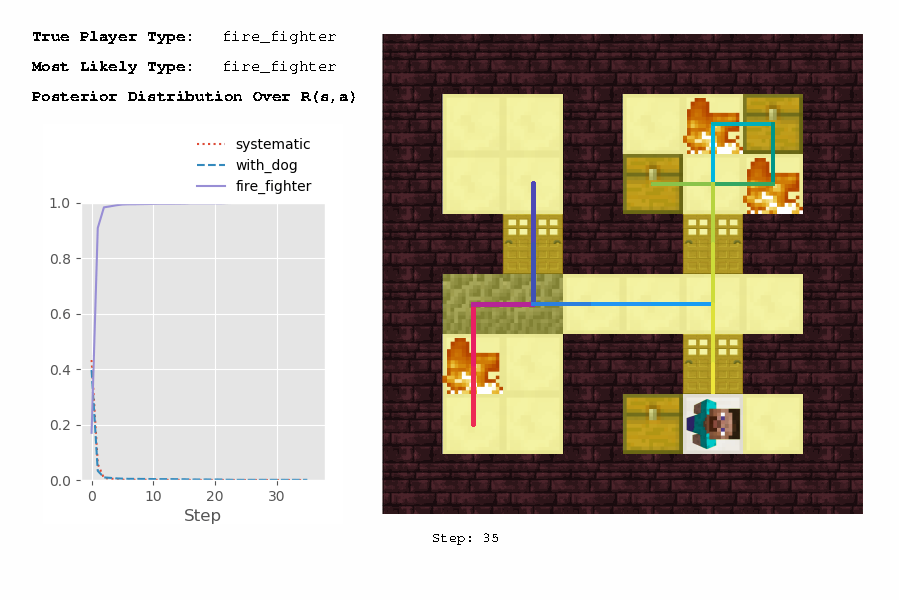 True Player Type: fire_fighter
Most Likely Type: fire_fighter
Posterior Distribution Over R(s,a)
systematic
with_dog
fire_fighter
1.0
0.8
0.6
0.4
0.2
0.0
0 10 20 30
Step
Step: 35